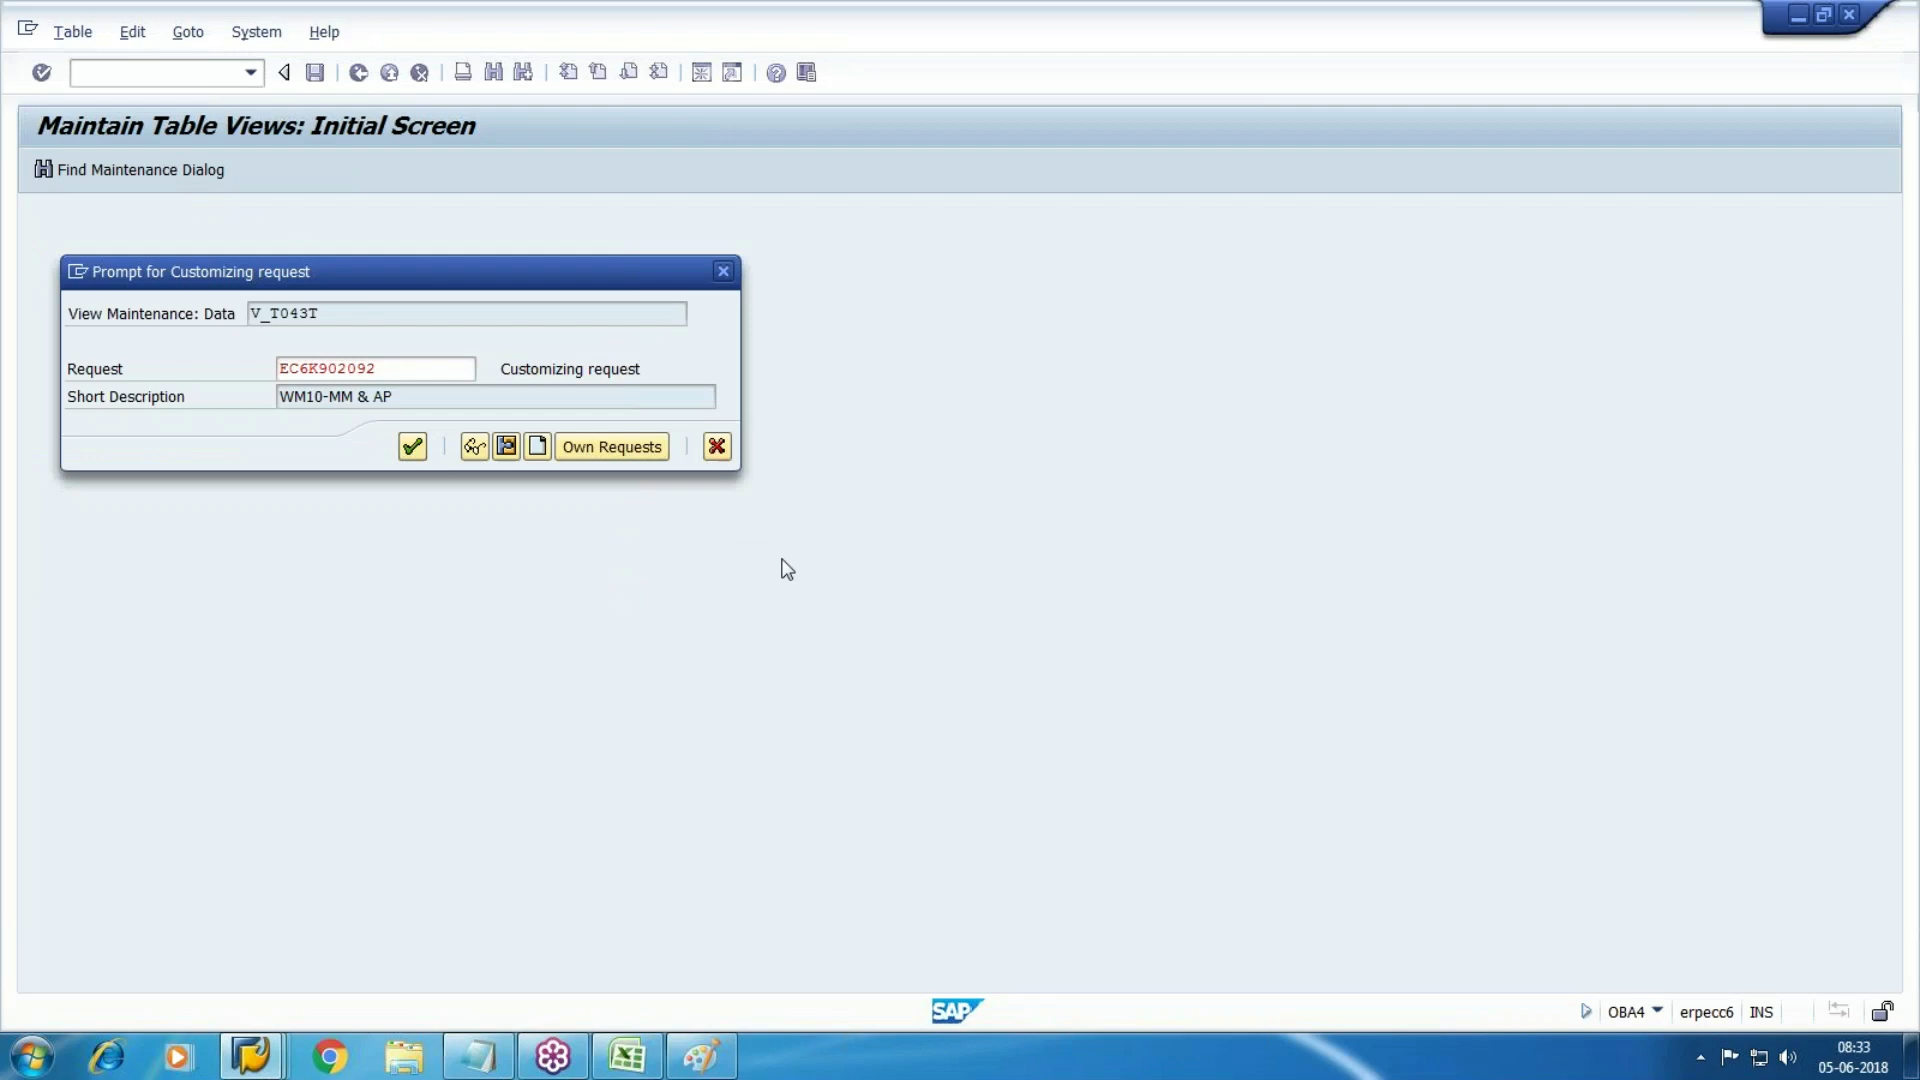 Table Edit Goto System Help
Maintain Table Views: Initial Screen
Find Maintenance Dialog
Prompt for Customizing request
View Maintenance: Data V_T043T
Request EC6K902092 Customizing request
Short Description WM10-MM & AP
Own Requests
SAP
OBA4 erpecc6 INS
08:33
05-06-2018